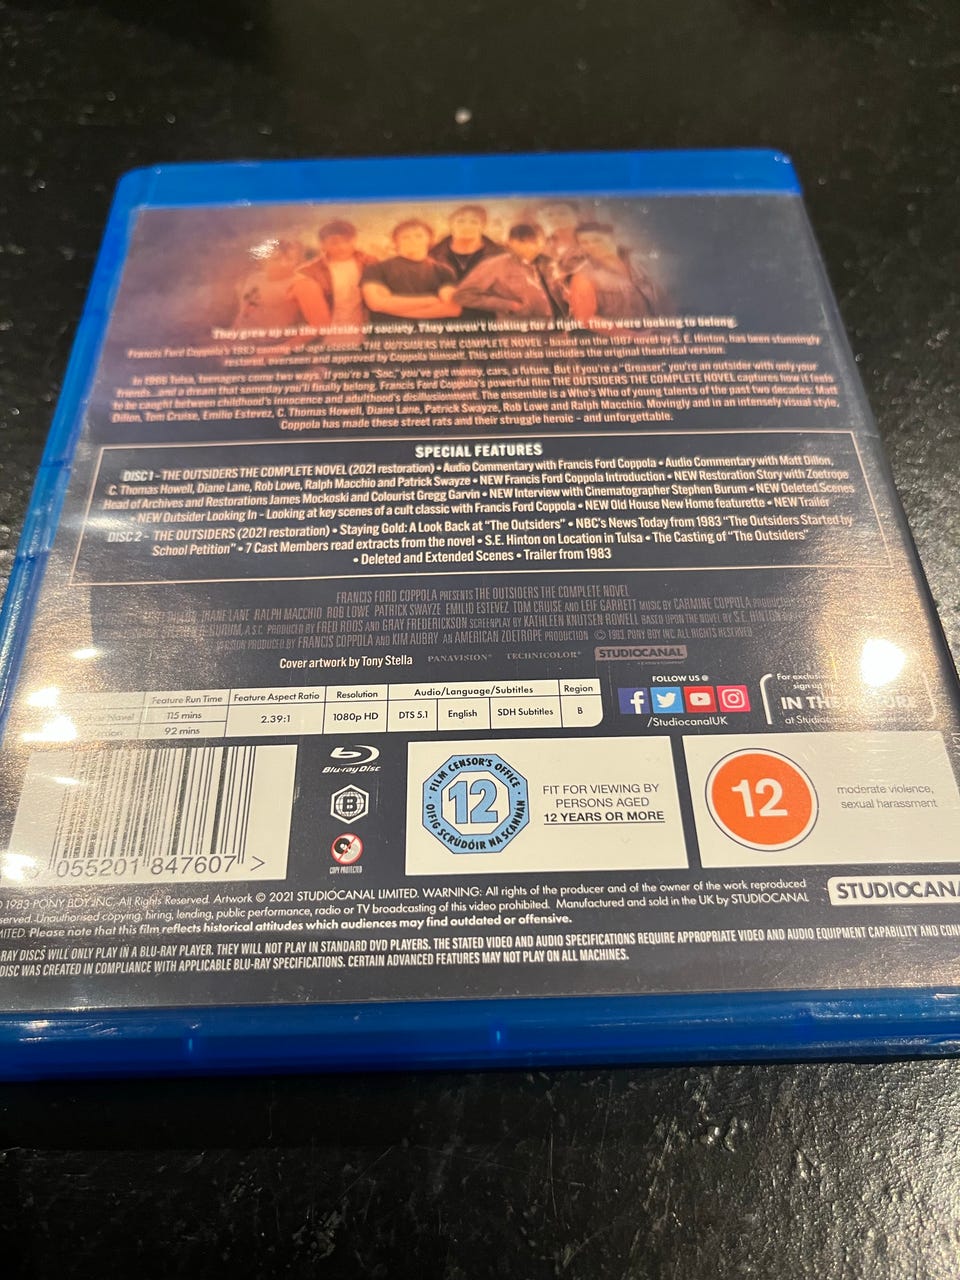 They grew up on the outside of society. They weren't looking for a fight. They were looking to belong.
Francis Ford Coppola's 1983 coming-of-age classic THE OUTSIDERS THE COMPLETE NOVEL - based on the 1967 novel by S. E. Hinton, has been stunningly
restored, overseen and approved by Coppola himself. This edition also includes the original theatrical version.
In 1966 Tulsa, teenagers come two ways. If you're a "Soc," you've got money, cars, a future. But if you're a "Greaser," you're an outsider with only your
friends...and a dream that someday you'll finally belong. Francis Ford Coppola's powerful film THE OUTSIDERS THE COMPLETE NOVEL captures how it feels
to be caught between childhood's innocence and adulthood's disillusionment. The ensemble is a Who's Who of young talents of the past two decades: Matt
Dillon, Tom Cruise, Emilio Estevez, C. Thomas Howell, Diane Lane, Patrick Swayze, Rob Lowe and Ralph Macchio. Movingly and in an intensely visual style,
Coppola has made these street rats and their struggle heroic – and unforgettable.
SPECIAL FEATURES
DISC 1 - THE OUTSIDERS THE COMPLETE NOVEL (2021 restoration) • Audio Commentary with Francis Ford Coppola • Audio Commentary with Matt Dillon,
C. Thomas Howell, Diane Lane, Rob Lowe, Ralph Macchio and Patrick Swayze • NEW Francis Ford Coppola Introduction • NEW Restoration Story with Zoetrope
Head of Archives and Restorations James Mockoski and Colourist Gregg Garvin • NEW Interview with Cinematographer Stephen Burum • NEW Deleted Scenes
• NEW Outsider Looking In - Looking at key scenes of a cult classic with Francis Ford Coppola • NEW Old House New Home featurette • NEW Trailer
DISC 2 - THE OUTSIDERS (2021 restoration) • Staying Gold: A Look Back at "The Outsiders" • NBC's News Today from 1983 "The Outsiders Started by
School Petition" • 7 Cast Members read extracts from the novel • S.E. Hinton on Location in Tulsa • The Casting of "The Outsiders"
• Deleted and Extended Scenes • Trailer from 1983
FRANCIS FORD COPPOLA PRESENTS THE OUTSIDERS THE COMPLETE NOVEL
DIANE LANE RALPH MACCHIO ROB LOWE PATRICK SWAYZE EMILIO ESTEVEZ TOM CRUISE AND LEIF GARRETT MUSIC BY CARMINE COPPOLA
BURUM, A.S.C. PRODUCED BY FRED ROOS AND GRAY FREDERICKSON SCREENPLAY BY KATHLEEN KNUTSEN ROWELL BASED UPON THE NOVEL BY S.E. HINTON
VERSION PRODUCED BY FRANCIS COPPOLA AND KIM AUBRY AN AMERICAN ZOETROPE PRODUCTION © 1983 PONY BOY INC. ALL RIGHTS RESERVED
Cover artwork by Tony Stella PANAVISION® TECHNICOLOR® STUDIOCANAL
Feature Run Time Feature Aspect Ratio Resolution Audio/Language/Subtitles Region
Novel 115 mins 2.39:1 1080p HD DTS 5.1 English SDH Subtitles B
92 mins
FOLLOW US @
/StudiocanalUK
For exclusive
sign up
IN THE
at Studiocanal
055201 847607 >
Blu-ray Disc
B
COPY PROTECTED
FILM CENSOR'S OFFICE
12
OIFIG SCRÚDÓIR NA SCANNÁN
FIT FOR VIEWING BY
PERSONS AGED
12 YEARS OR MORE
12
moderate violence,
sexual harassment
1983 PONY BOY, INC. All Rights Reserved. Artwork © 2021 STUDIOCANAL LIMITED. WARNING: All rights of the producer and of the owner of the work reproduced
served. Unauthorised copying, hiring, lending, public performance, radio or TV broadcasting of this video prohibited. Manufactured and sold in the UK by STUDIOCANAL
MITED. Please note that this film reflects historical attitudes which audiences may find outdated or offensive.
STUDIOCANA
RAY DISCS WILL ONLY PLAY IN A BLU-RAY PLAYER. THEY WILL NOT PLAY IN STANDARD DVD PLAYERS. THE STATED VIDEO AND AUDIO SPECIFICATIONS REQUIRE APPROPRIATE VIDEO AND AUDIO EQUIPMENT CAPABILITY AND CON
DISC WAS CREATED IN COMPLIANCE WITH APPLICABLE BLU-RAY SPECIFICATIONS. CERTAIN ADVANCED FEATURES MAY NOT PLAY ON ALL MACHINES.